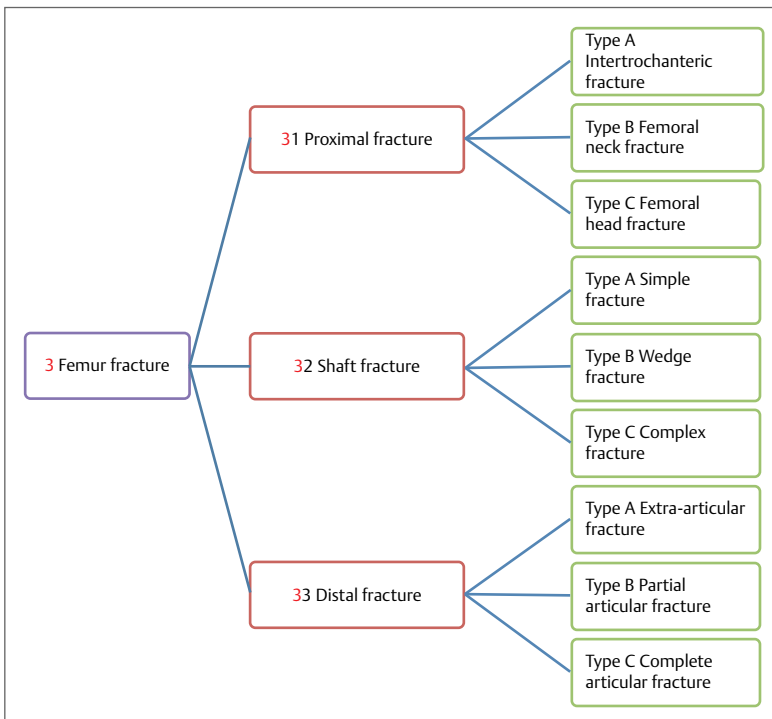 3 Femur fracture
31 Proximal fracture
Type A
Intertrochanteric
fracture
Type B Femoral
neck fracture
Type C Femoral
head fracture
32 Shaft fracture
Type A Simple
fracture
Type B Wedge
fracture
Type C Complex
fracture
33 Distal fracture
Type A Extra-articular
fracture
Type B Partial
articular fracture
Type C Complete
articular fracture